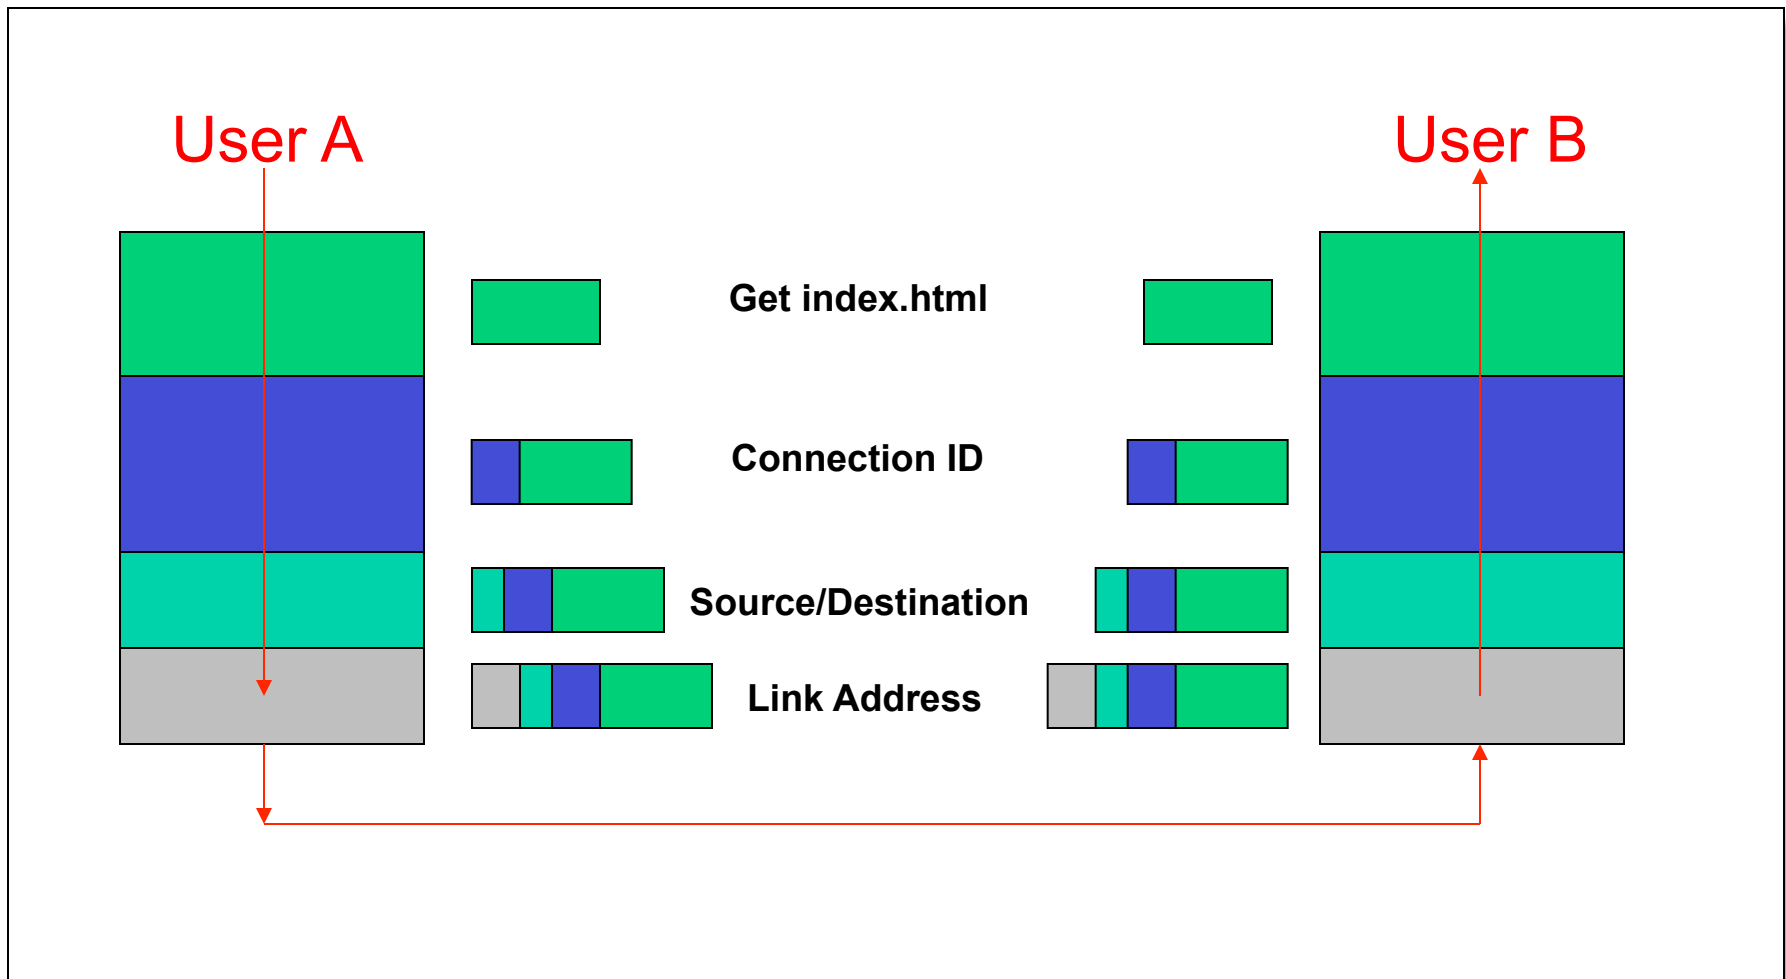 User A
User B
Get index.html
Connection ID
Source/Destination
Link Address